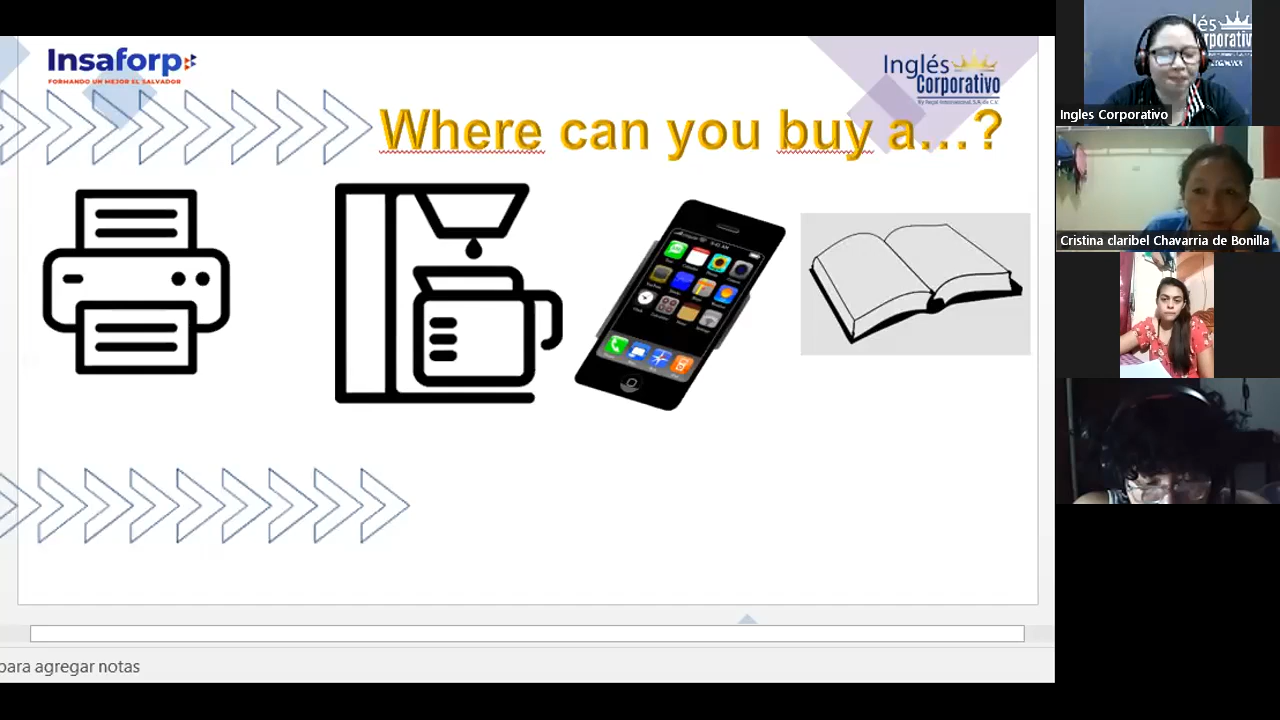 Insaforp
FORMANDO UN MEJOR EL SALVADOR
Inglés
Corporativo
Where can you buy a...?
para agregar notas
Ingles Corporativo
Cristina claribel Chavarria de Bonilla